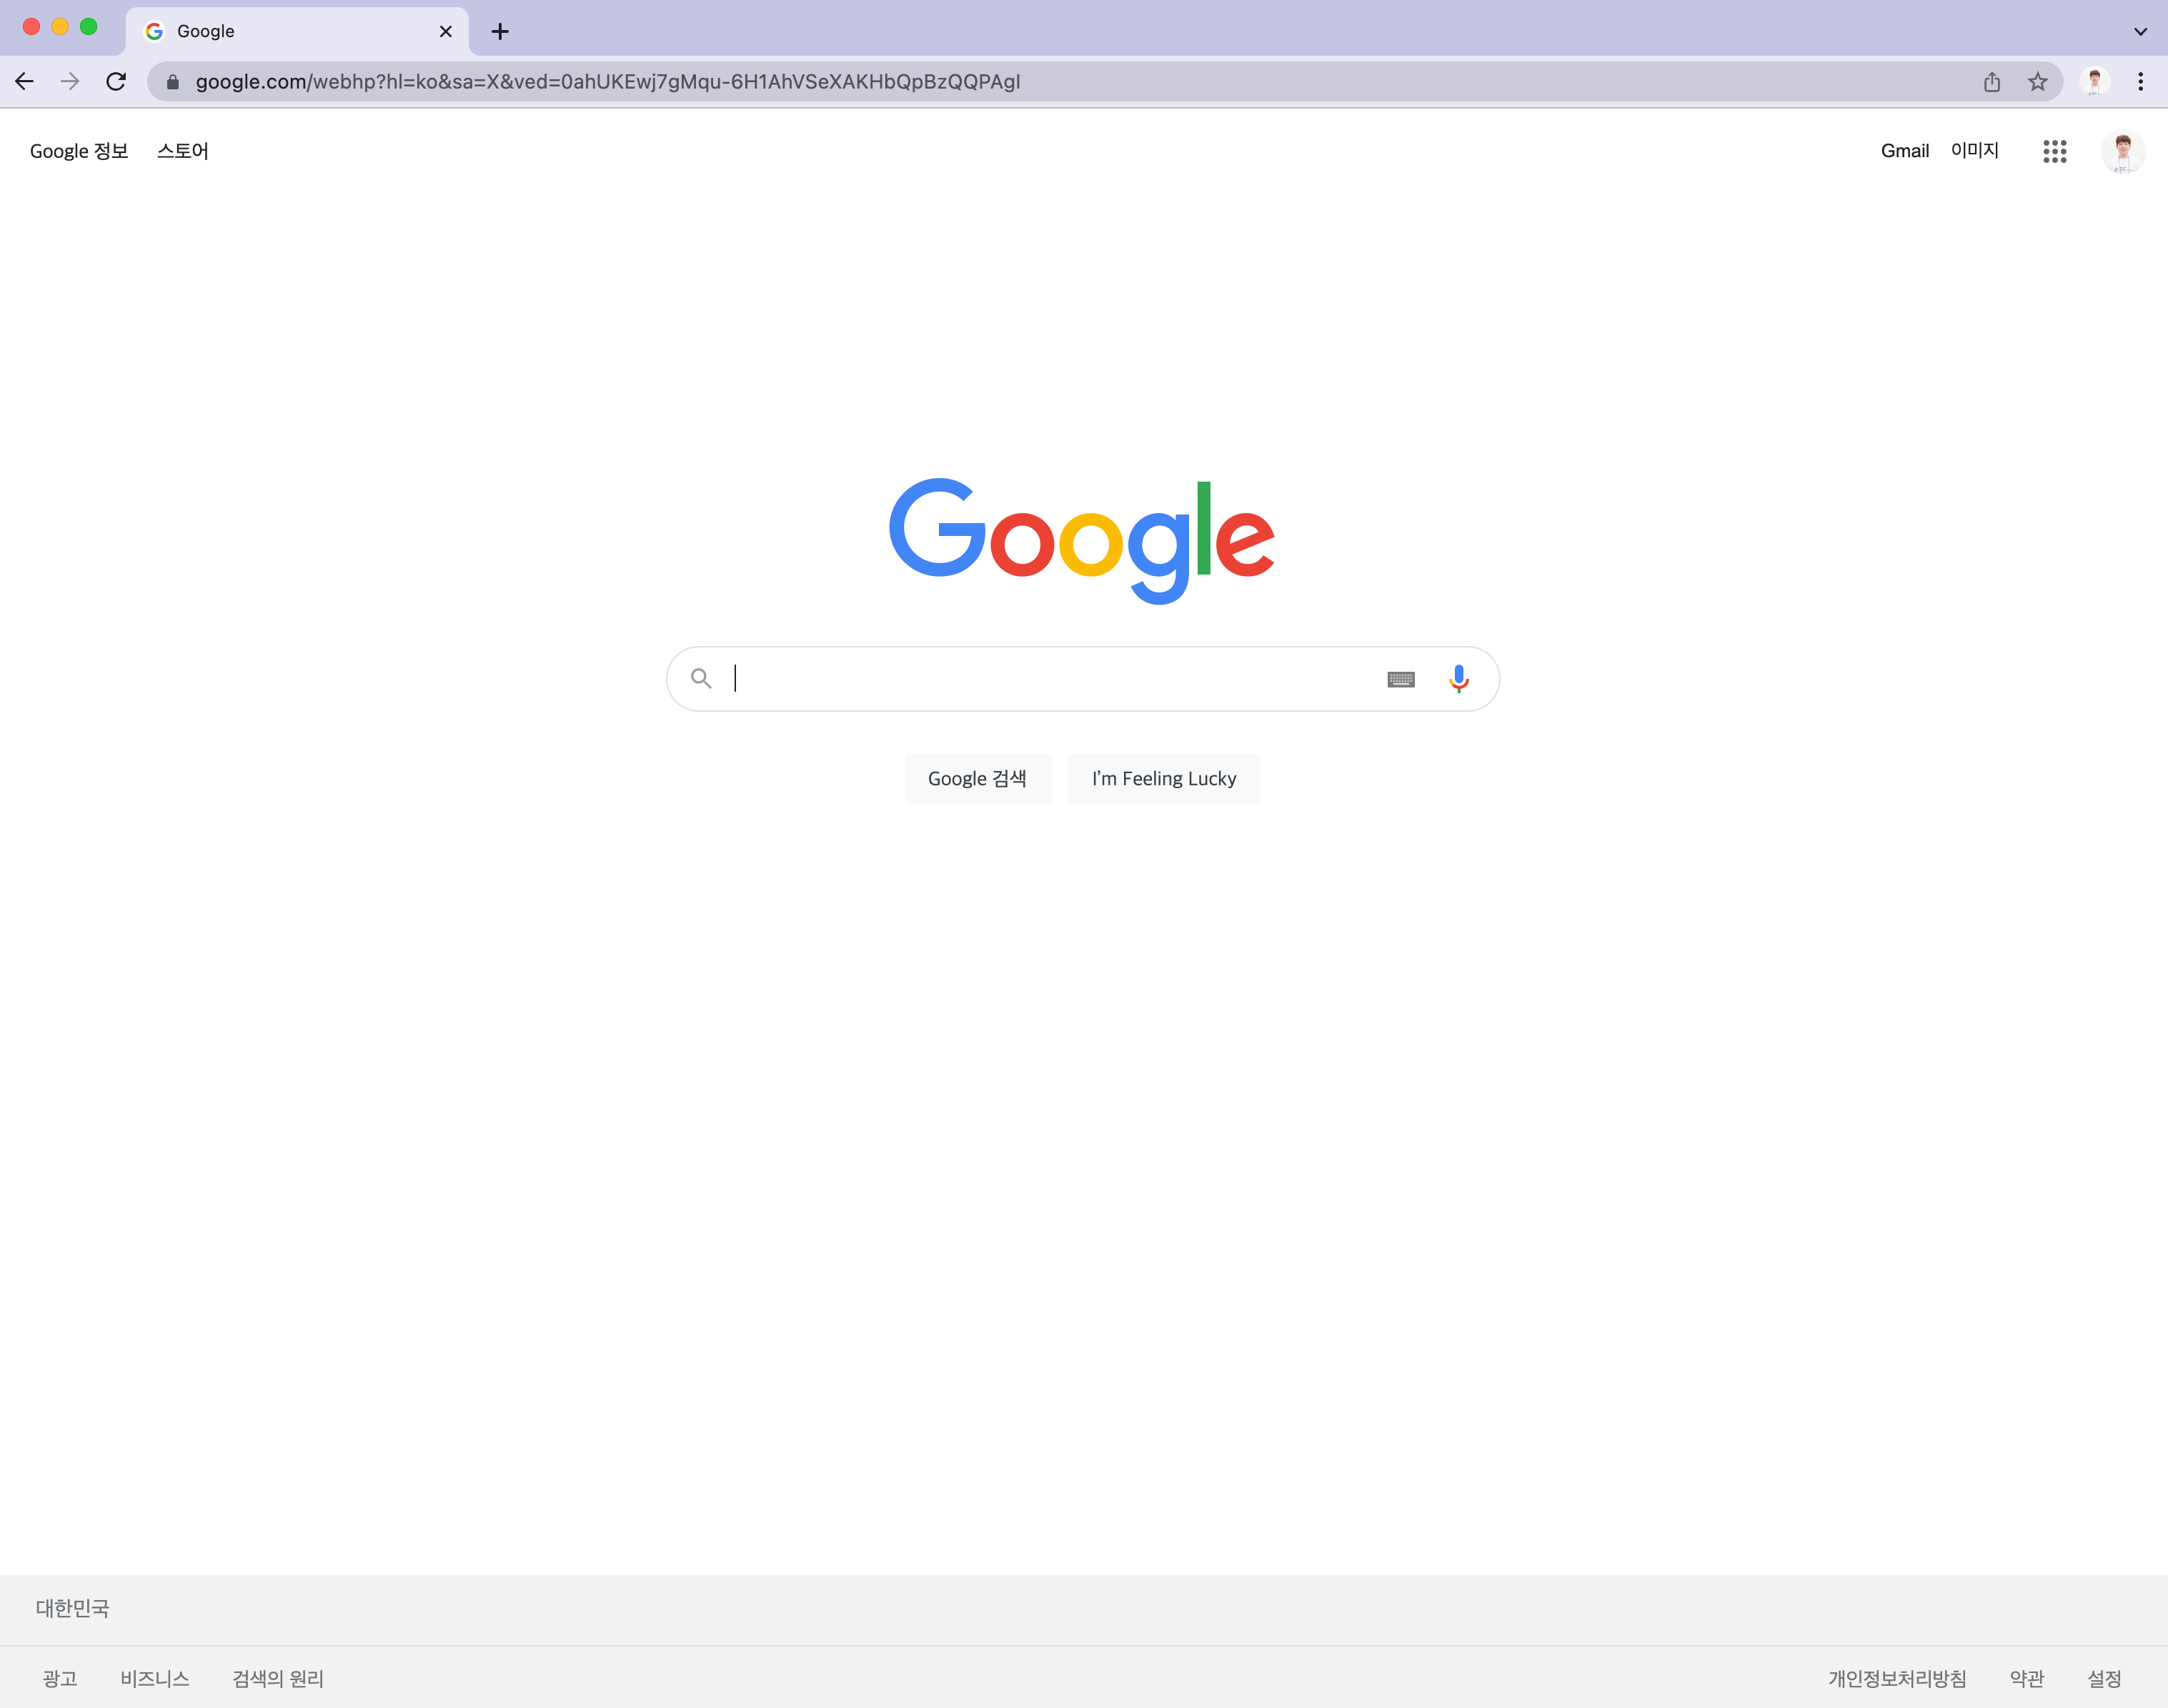 Google
google.com/webhp?hl=ko&sa=X&ved=0ahUKEwj7gMqu-6H1AhVSeXAKHbQpBzQQPAgI
Google 정보 스토어 Gmail 이미지
Google
Google 검색 I'm Feeling Lucky
대한민국
광고 비즈니스 검색의 원리 개인정보처리방침 약관 설정